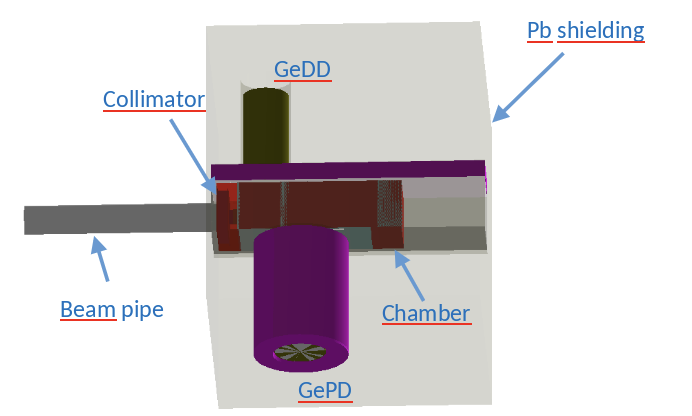 Pb shielding
GeDD
Collimator
Beam pipe
Chamber
GePD